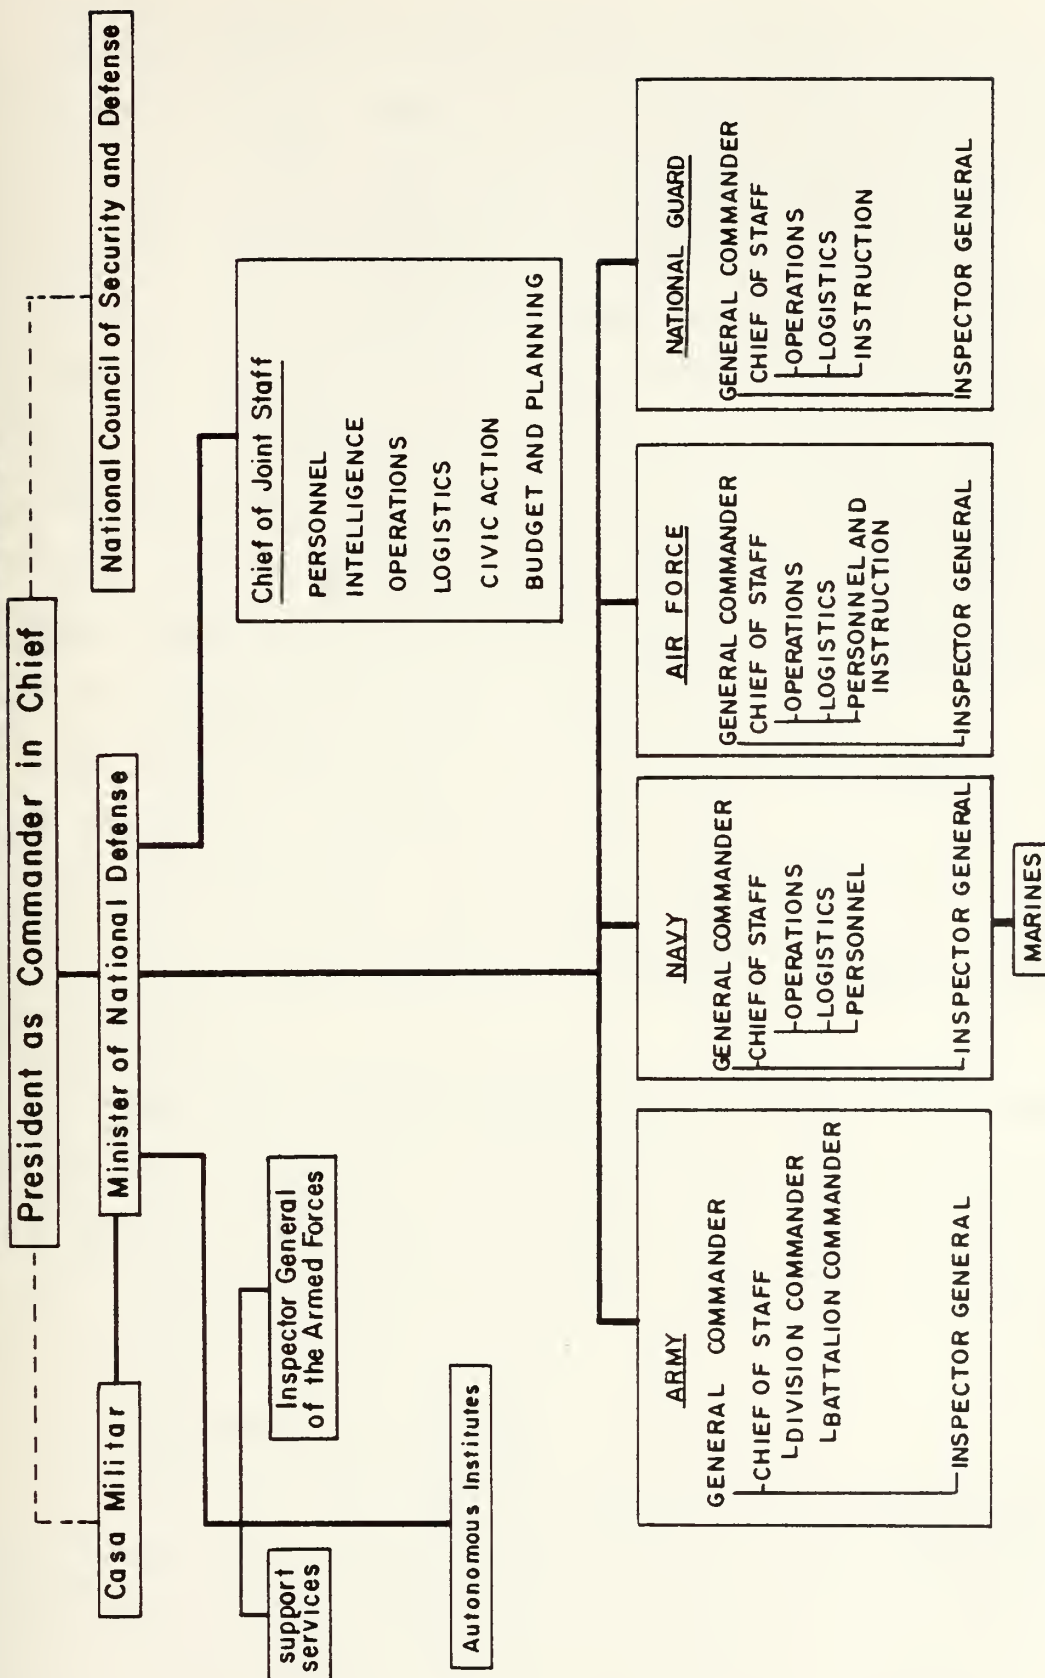 President as Commander in Chief
Casa Militar
Minister of National Defense
National Council of Security and Defense
support
services
Inspector General
of the Armed Forces
Autonomous Institutes
Chief of Joint Staff
PERSONNEL
INTELLIGENCE
OPERATIONS
LOGISTICS
CIVIC ACTION
BUDGET AND PLANNING
ARMY
GENERAL COMMANDER
CHIEF OF STAFF
DIVISION COMMANDER
BATTALION COMMANDER
INSPECTOR GENERAL
NAVY
GENERAL COMMANDER
CHIEF OF STAFF
OPERATIONS
LOGISTICS
PERSONNEL
INSPECTOR GENERAL
MARINES
AIR FORCE
GENERAL COMMANDER
CHIEF OF STAFF
OPERATIONS
LOGISTICS
PERSONNEL AND
INSTRUCTION
INSPECTOR GENERAL
NATIONAL GUARD
GENERAL COMMANDER
CHIEF OF STAFF
OPERATIONS
LOGISTICS
INSTRUCTION
INSPECTOR GENERAL